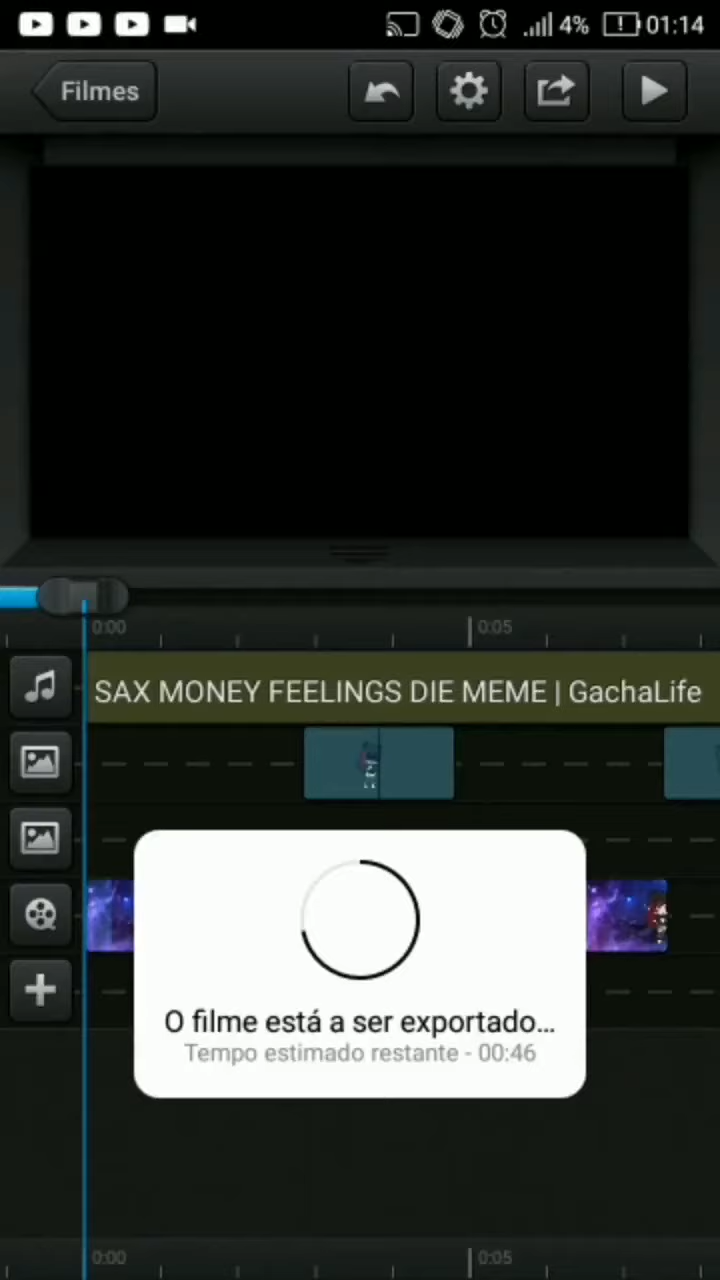 4% 01:14
Filmes
0:00 0:05
SAX MONEY FEELINGS DIE MEME | GachaLife
O filme está a ser exportado...
Tempo estimado restante - 00:46
0:00 0:05